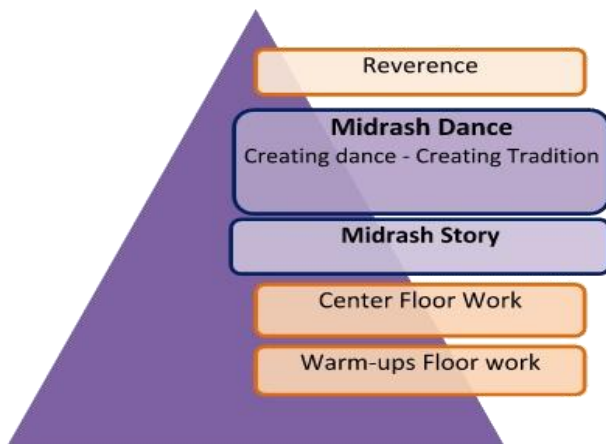 Reverence
Midrash Dance
Creating dance - Creating Tradition
Midrash Story
Center Floor Work
Warm-ups Floor work